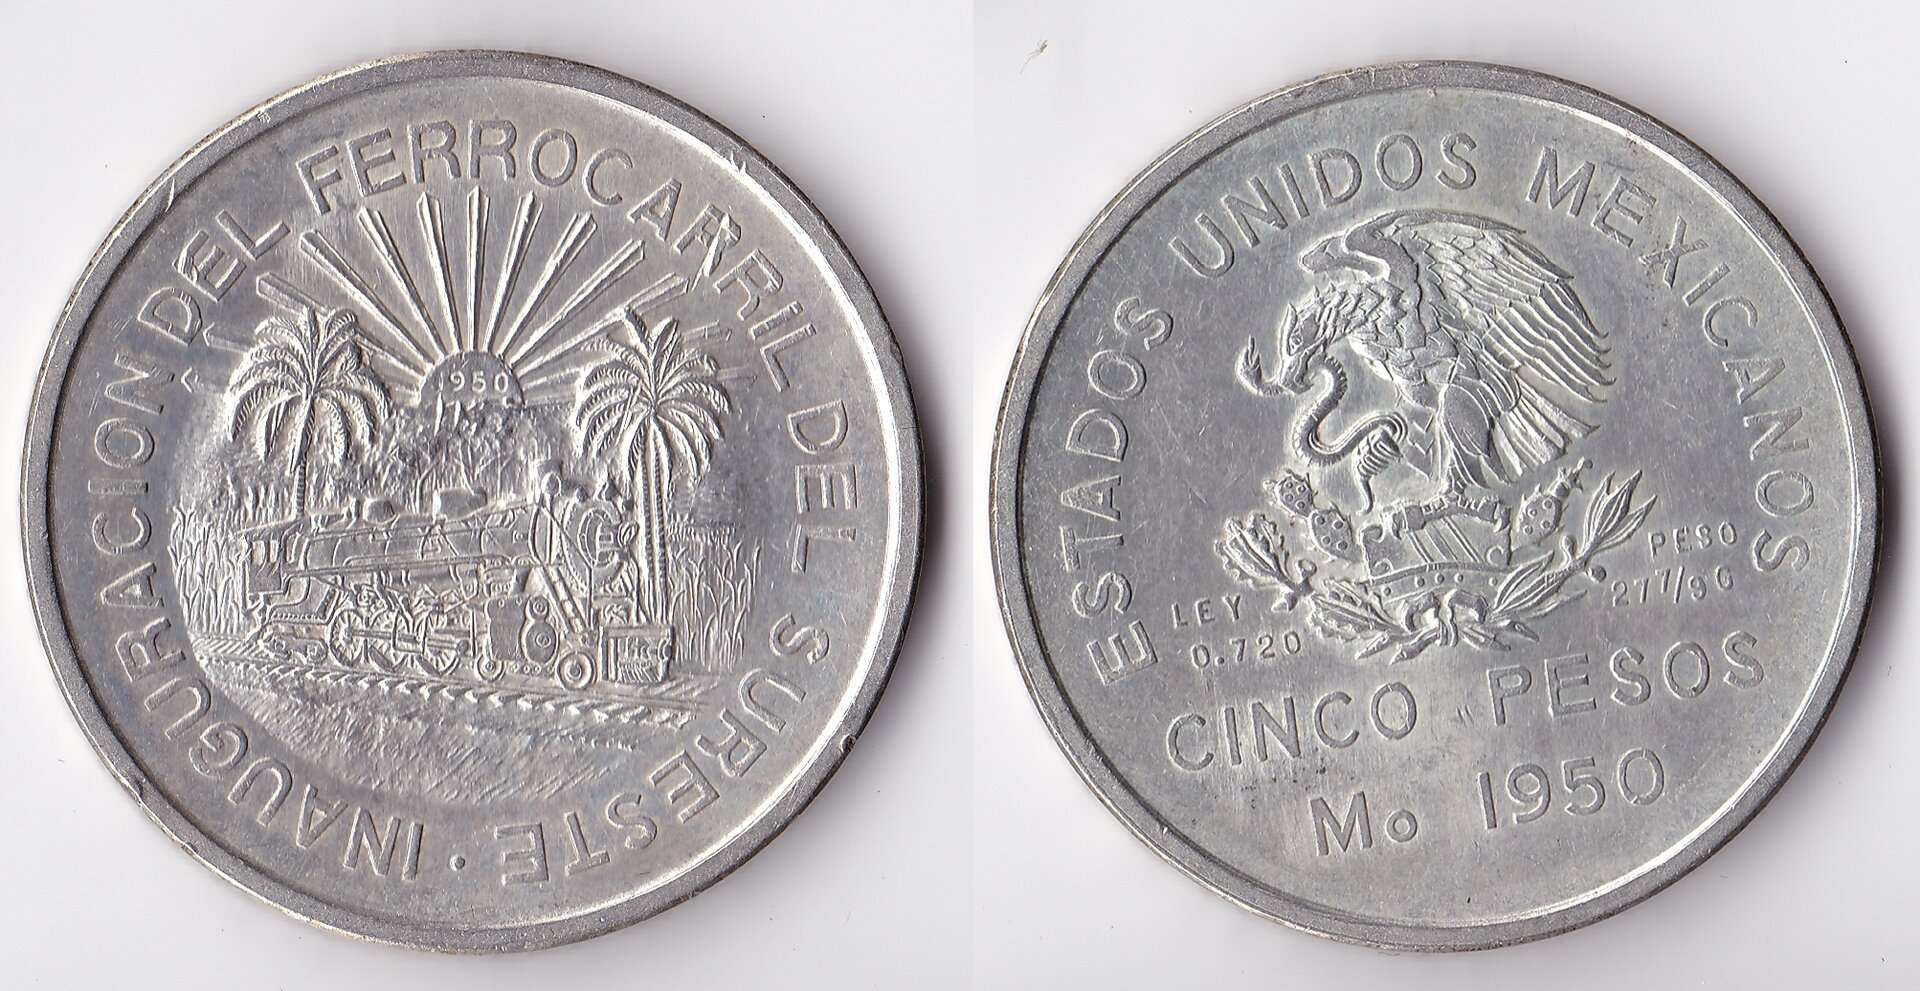 INAUGURACION DEL FERROCARRIL DEL SURESTE ·
1950
ESTADOS UNIDOS MEXICANOS
LEY
0.720
PESO
27 7/9 G
CINCO PESOS
Mo 1950